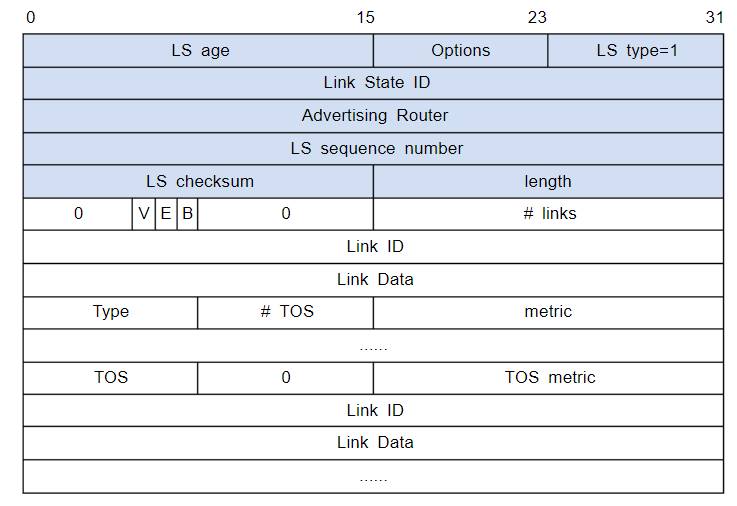 0 15 23 31
LS age Options LS type=1
Link State ID
Advertising Router
LS sequence number
LS checksum length
0 V E B 0 # links
Link ID
Link Data
Type # TOS metric
......
TOS 0 TOS metric
Link ID
Link Data
......